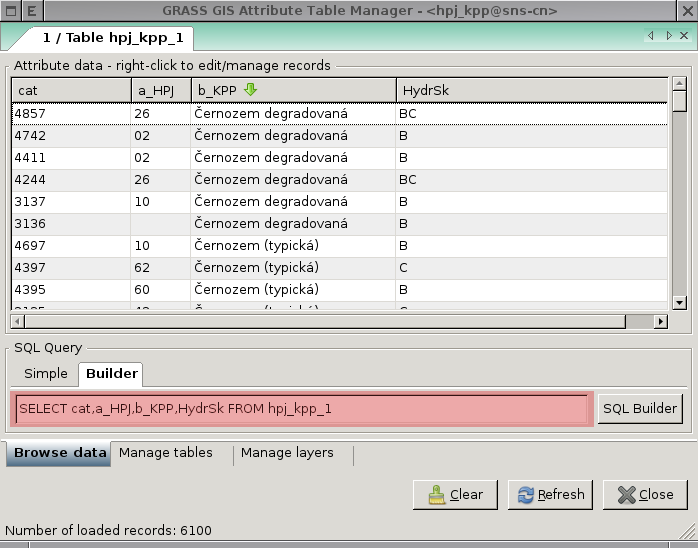 E GRASS GIS Attribute Table Manager - <hpj_kpp@sns-cn>
1 / Table hpj_kpp_1
Attribute data - right-click to edit/manage records
cat a_HPJ b_KPP HydrSk
4857 26 Černozem degradovaná BC
4742 02 Černozem degradovaná B
4411 02 Černozem degradovaná B
4244 26 Černozem degradovaná BC
3137 10 Černozem degradovaná B
3136 Černozem degradovaná B
4697 10 Černozem (typická) B
4397 62 Černozem (typická) C
4395 60 Černozem (typická) B
SQL Query
Simple Builder
SELECT cat,a_HPJ,b_KPP,HydrSk FROM hpj_kpp_1 SQL Builder
Browse data Manage tables Manage layers
Clear Refresh Close
Number of loaded records: 6100